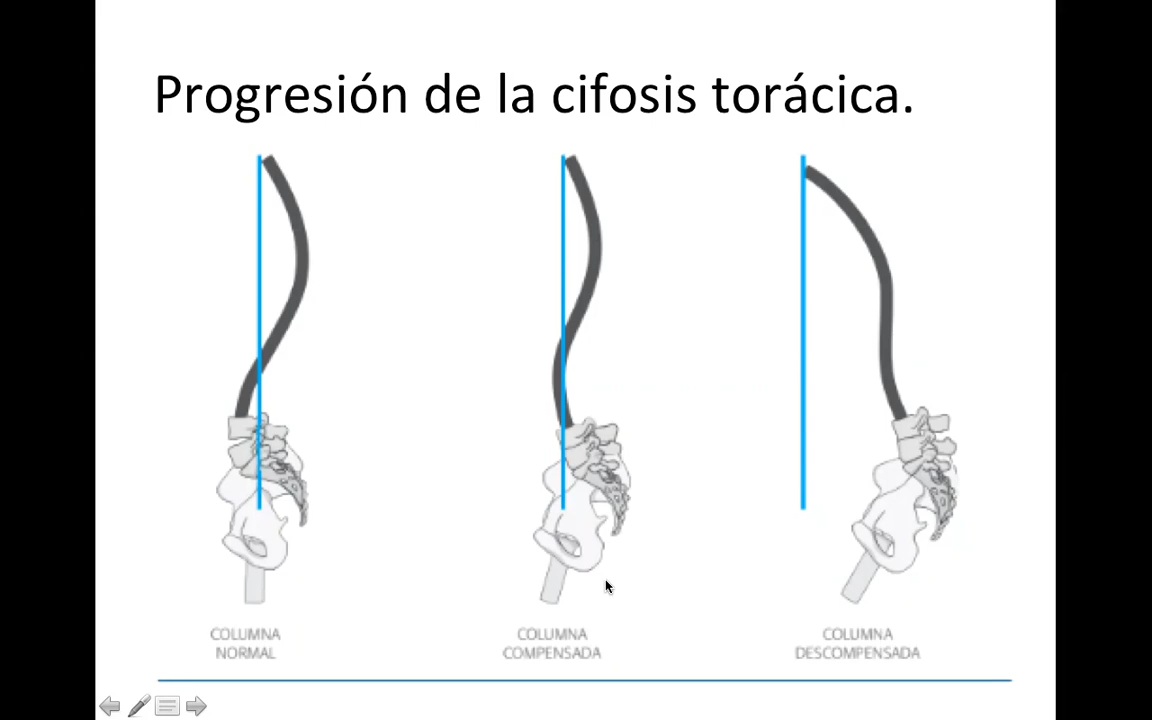 Progresión de la cifosis torácica.
COLUMNA
NORMAL
COLUMNA
COMPENSADA
COLUMNA
DESCOMPENSADA